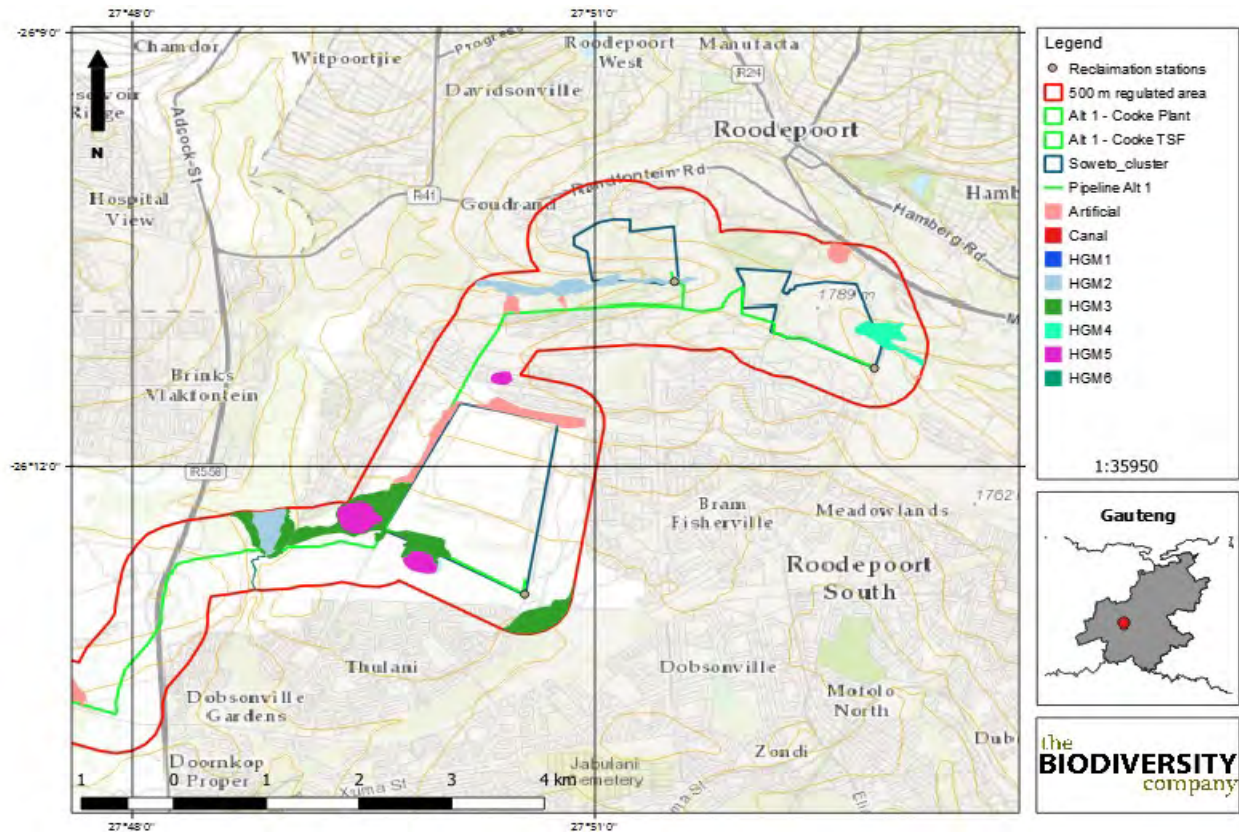 27°48'0"
27°51'0"
-26°9'0"
Chamdor
Witpoortjie
Progress
Roodepoort
West
Manufacta
R24
Davidsonville
Roodepoort
Adcock-St
N
Hospital
View
R41
Goudrand
Randfontein-Rd
Hamb
Hamberg-Rd
1789 m
Brinks
Vlakfontein
-26°12'0"
R558
Bram
Fisherville
Meadowlands
1762
Roodepoort
South
Thulani
Dobsonville
Dobsonville
Gardens
Mofolo
North
Zondi
Dub
Doornkop
Proper
Xuma St
Jabulani
Cemetery
1 0 1 2 3 4 km
27°48'0"
27°51'0"
Legend
Reclaimation stations
500 m regulated area
Alt 1 - Cooke Plant
Alt 1 - Cooke TSF
Soweto_cluster
Pipeline Alt 1
Artificial
Canal
HGM1
HGM2
HGM3
HGM4
HGM5
HGM6
1:35950
Gauteng
the
BIODIVERSITY
company